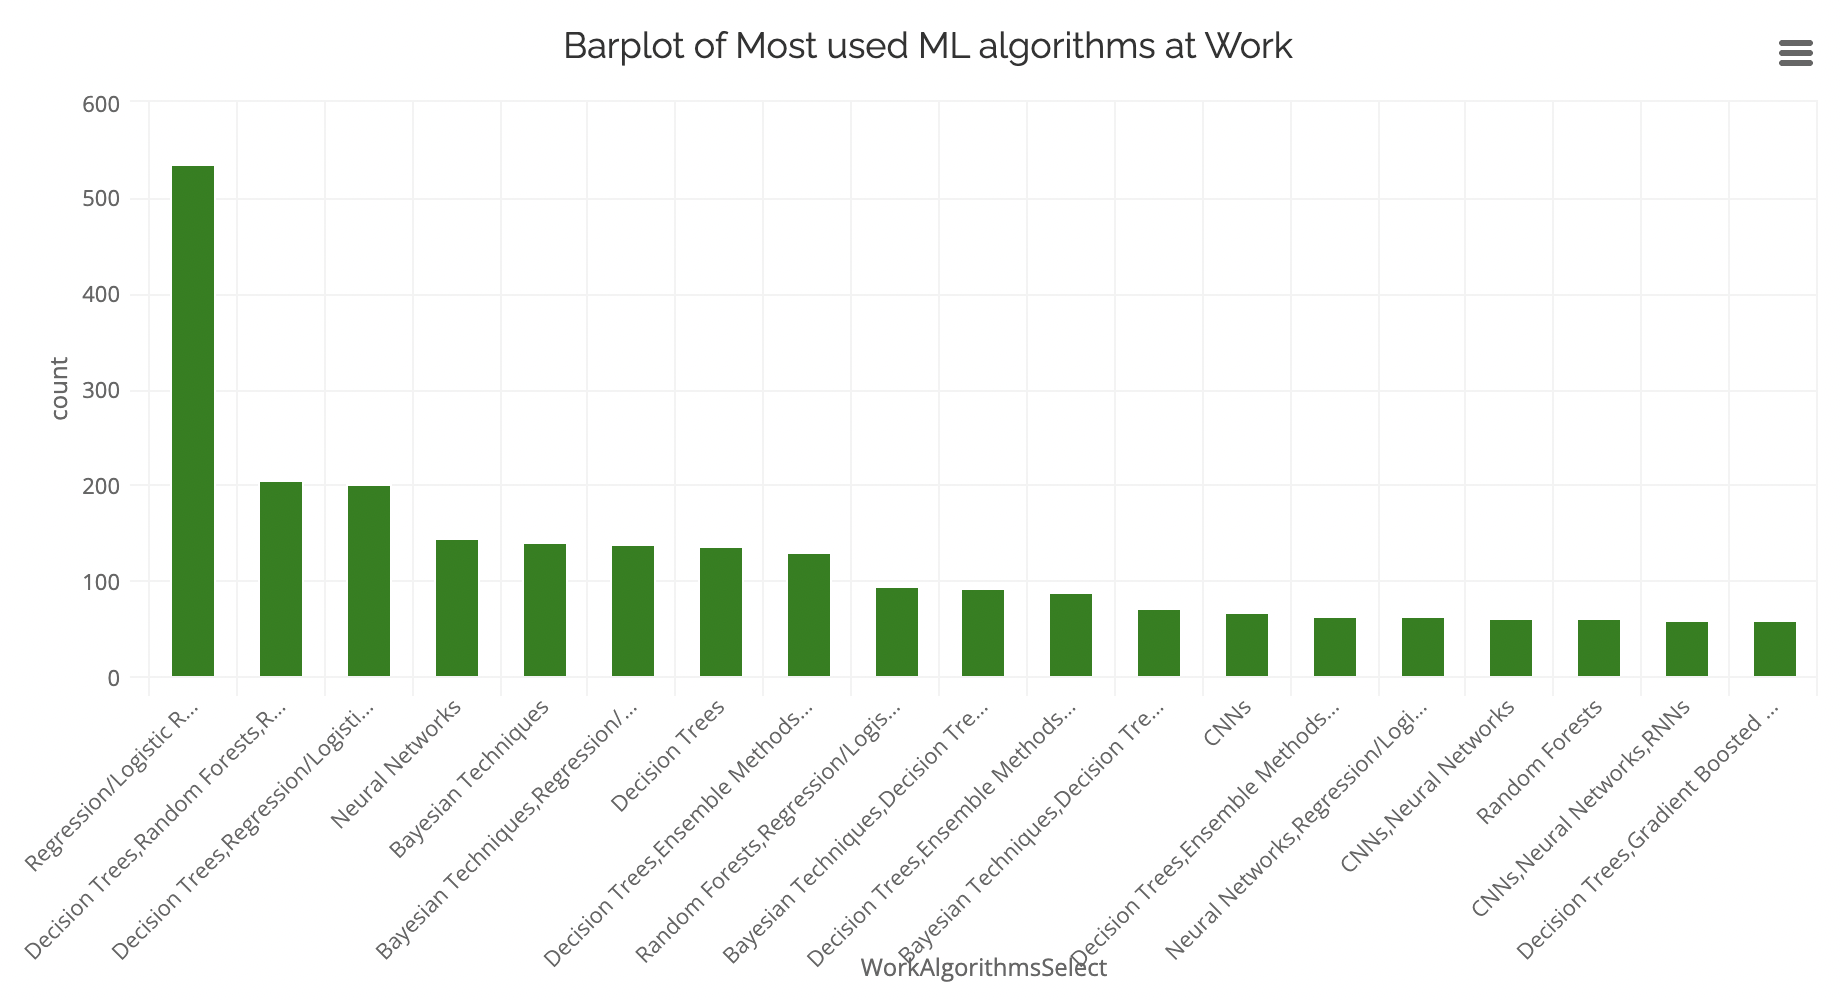 Barplot of Most used ML algorithms at Work
count
600
500
400
300
200
100
0
Regression/Logistic R...
Decision Trees,Random Forests,R...
Decision Trees,Regression/Logisti...
Neural Networks
Bayesian Techniques
Bayesian Techniques,Regression/...
Decision Trees
Decision Trees,Ensemble Methods...
Random Forests,Regression/Logis...
Bayesian Techniques,Decision Tre...
Decision Trees,Ensemble Methods...
Bayesian Techniques,Decision Tre...
CNNs
Decision Trees,Ensemble Methods...
Neural Networks,Regression/Logi...
CNNs,Neural Networks
Random Forests
CNNs,Neural Networks,RNNs
Decision Trees,Gradient Boosted ...
WorkAlgorithmsSelect